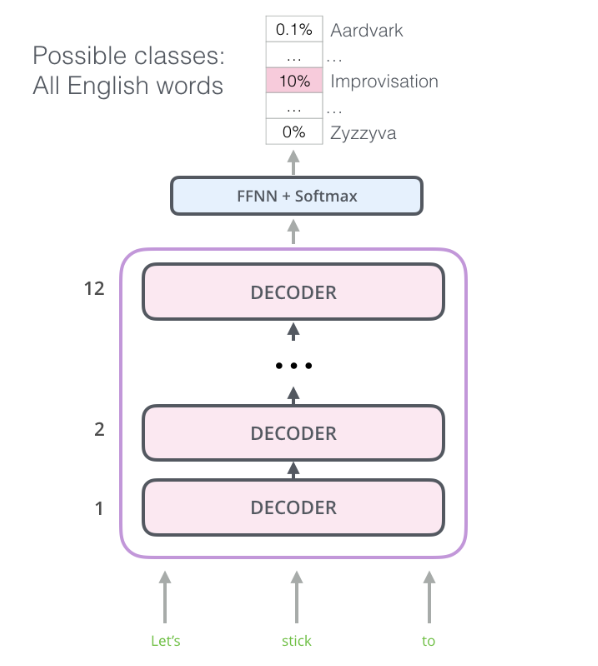 0.1% Aardvark
Possible classes:
... ...
All English words
10% Improvisation
... ...
0% Zyzzyva
FFNN + Softmax
12 DECODER
...
2 DECODER
1 DECODER
Let's stick to